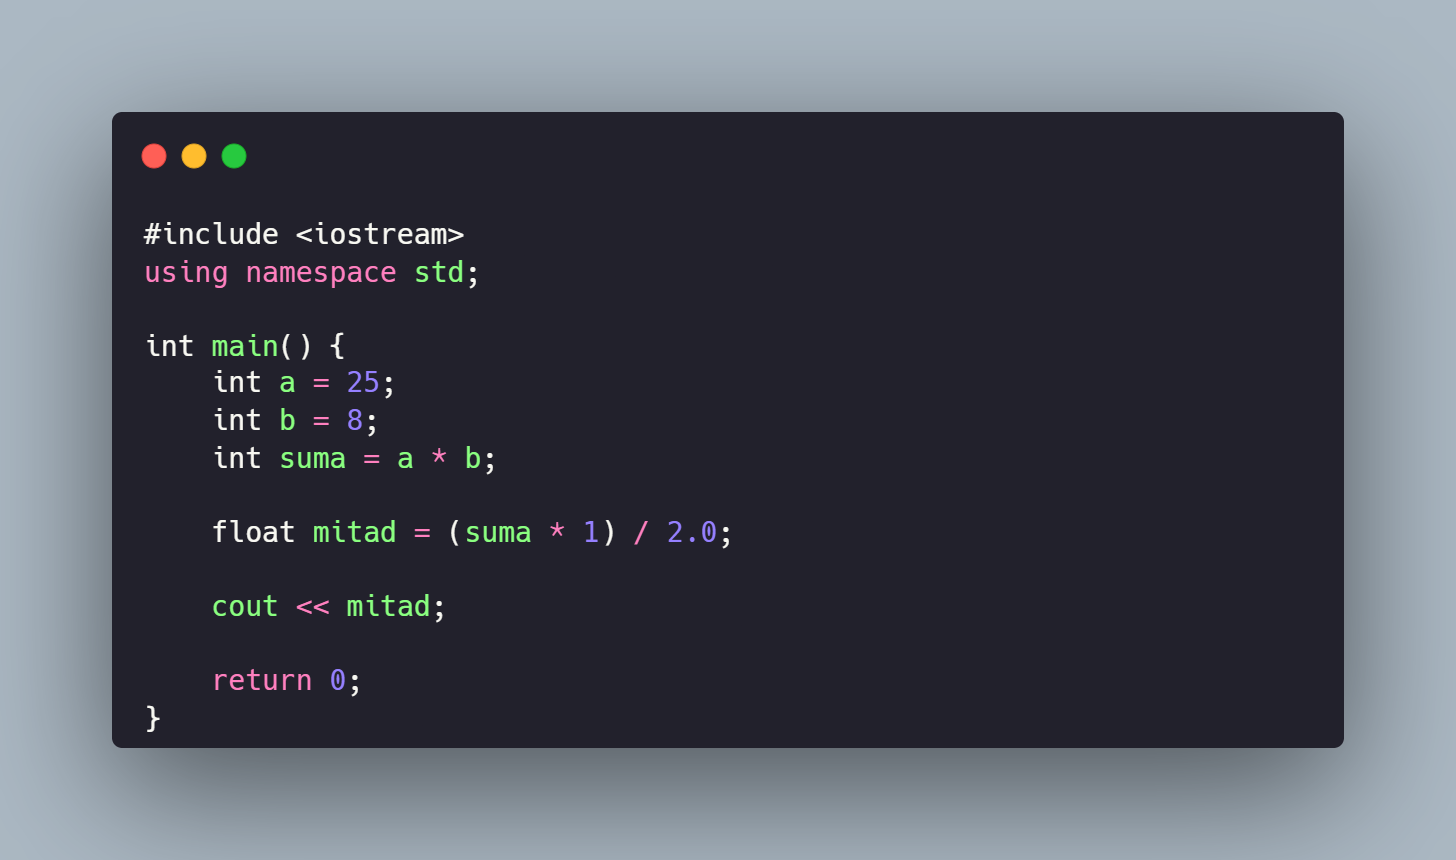 #include <iostream>
using namespace std;
int main() {
    int a = 25;
    int b = 8;
    int suma = a * b;
    float mitad = (suma * 1) / 2.0;
    cout << mitad;
    return 0;
}